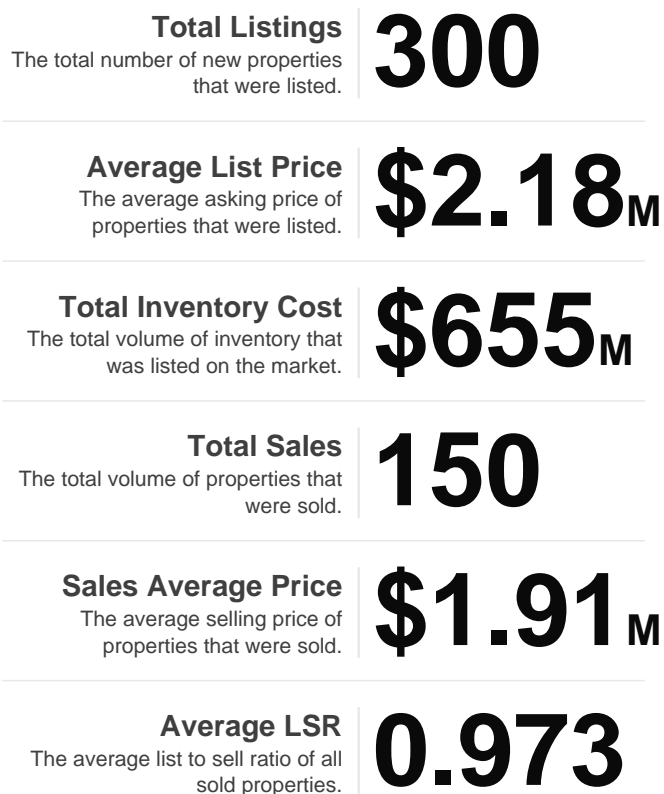 Total Listings
The total number of new properties
that were listed.
300
Average List Price
The average asking price of
properties that were listed.
$2.18M
Total Inventory Cost
The total volume of inventory that
was listed on the market.
$655M
Total Sales
The total volume of properties that
were sold.
150
Sales Average Price
The average selling price of
properties that were sold.
$1.91M
Average LSR
The average list to sell ratio of all
sold properties.
0.973